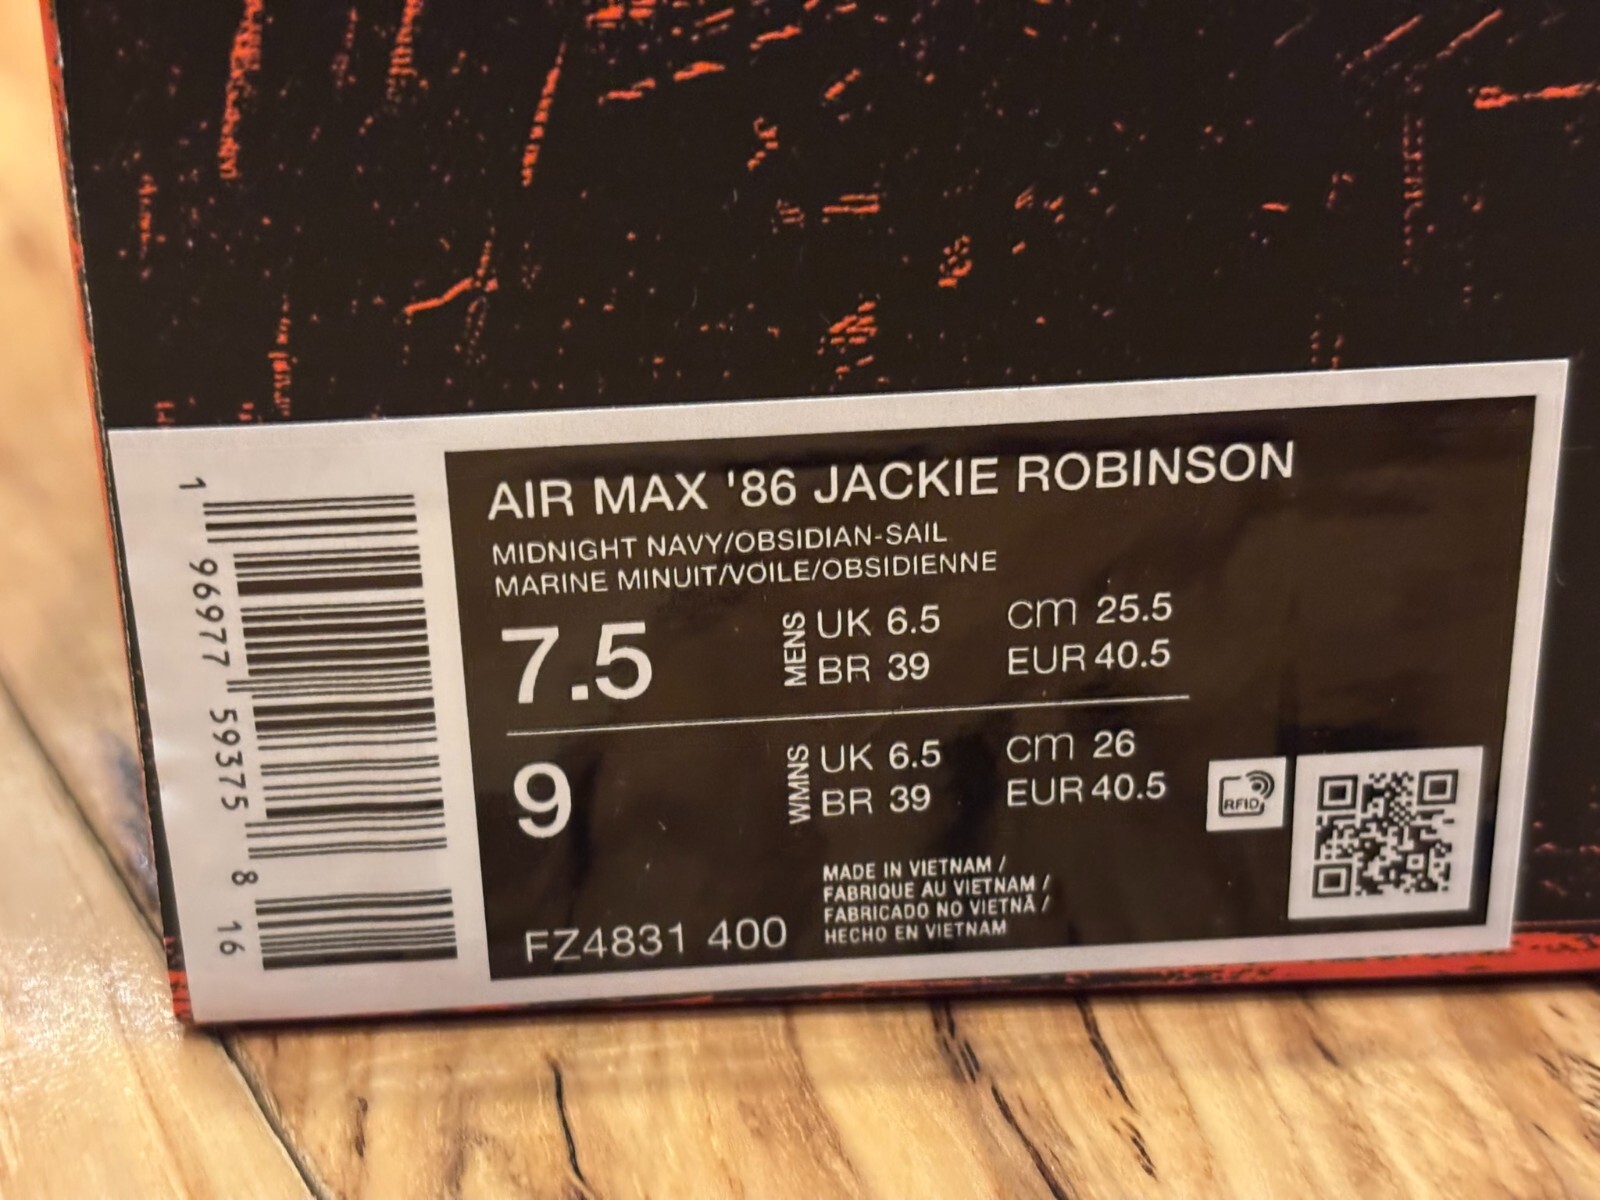 AIR MAX '86 JACKIE ROBINSON
MIDNIGHT NAVY/OBSIDIAN-SAIL
MARINE MINUIT/VOILE/OBSIDIENNE
7.5 MENS UK 6.5 CM 25.5
BR 39 EUR 40.5
9 WMNS UK 6.5 CM 26
BR 39 EUR 40.5
RFID
MADE IN VIETNAM /
FABRIQUE AU VIETNAM /
FABRICADO NO VIETNÃ /
HECHO EN VIETNAM
FZ4831 400
1 96977 59375 8 16